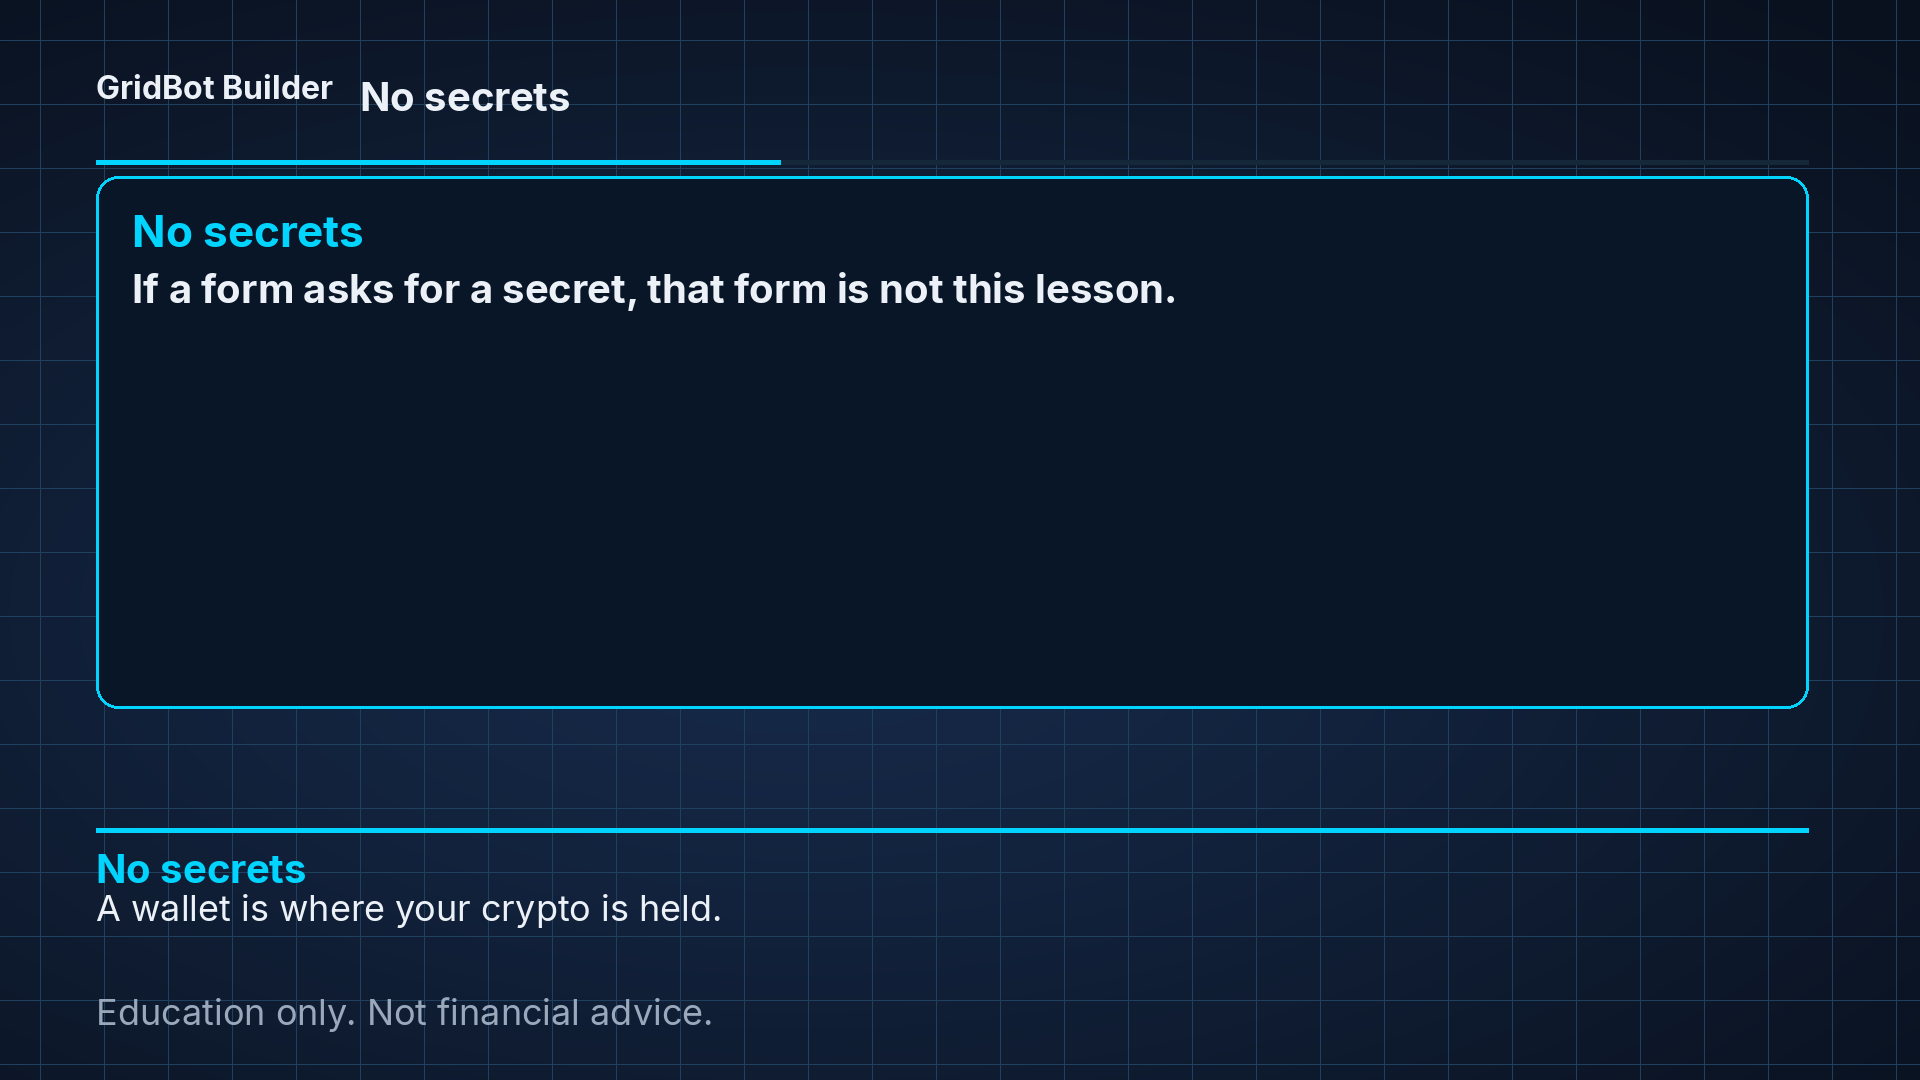 GridBot Builder
No secrets
No secrets
If a form asks for a secret, that form is not this lesson.
No secrets
A wallet is where your crypto is held.
Education only. Not financial advice.